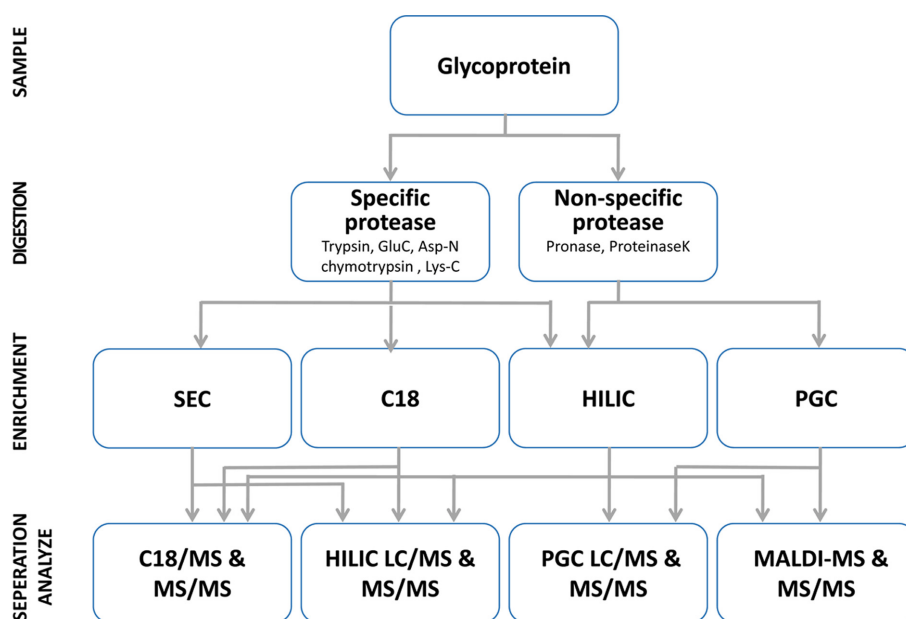 SAMPLE
Glycoprotein
DIGESTION
Specific
protease
Trypsin, GluC, Asp-N
chymotrypsin , Lys-C
Non-specific
protease
Pronase, ProteinaseK
ENRICHMENT
SEC
C18
HILIC
PGC
SEPERATION
ANALYZE
C18/MS &
MS/MS
HILIC LC/MS &
MS/MS
PGC LC/MS &
MS/MS
MALDI-MS &
MS/MS